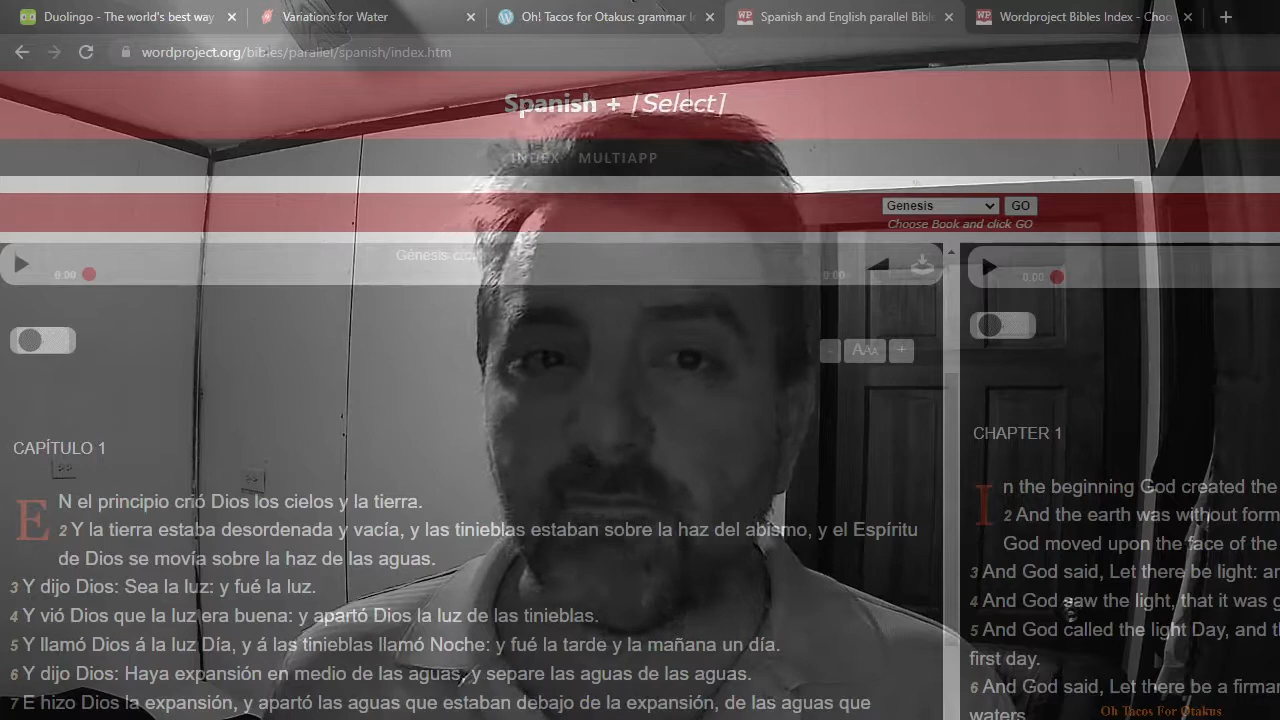 Duolingo - The world's best way
Variations for Water
Oh! Tacos for Otakus: grammar le
Spanish and English parallel Bible
Wordproject Bibles Index - Choo
wordproject.org/bibles/parallel/spanish/index.htm
Spanish + [Select]
INDEX MULTIAPP
Genesis GO
Choose Book and click GO
Génesis
0:00 0:00 0:00
- AAA +
CAPÍTULO 1
EN el principio crió Dios los cielos y la tierra.
2 Y la tierra estaba desordenada y vacía, y las tinieblas estaban sobre la haz del abismo, y el Espíritu
de Dios se movía sobre la haz de las aguas.
3 Y dijo Dios: Sea la luz: y fué la luz.
4 Y vió Dios que la luz era buena: y apartó Dios la luz de las tinieblas.
5 Y llamó Dios á la luz Día, y á las tinieblas llamó Noche: y fué la tarde y la mañana un día.
6 Y dijo Dios: Haya expansión en medio de las aguas, y separe las aguas de las aguas.
7 E hizo Dios la expansión, y apartó las aguas que estaban debajo de la expansión, de las aguas que
CHAPTER 1
In the beginning God created the
2 And the earth was without form
God moved upon the face of the
3 And God said, Let there be light: an
4 And God saw the light, that it was g
5 And God called the light Day, and th
first day.
6 And God said, Let there be a firmar
waters
Oh Tacos For Otakus